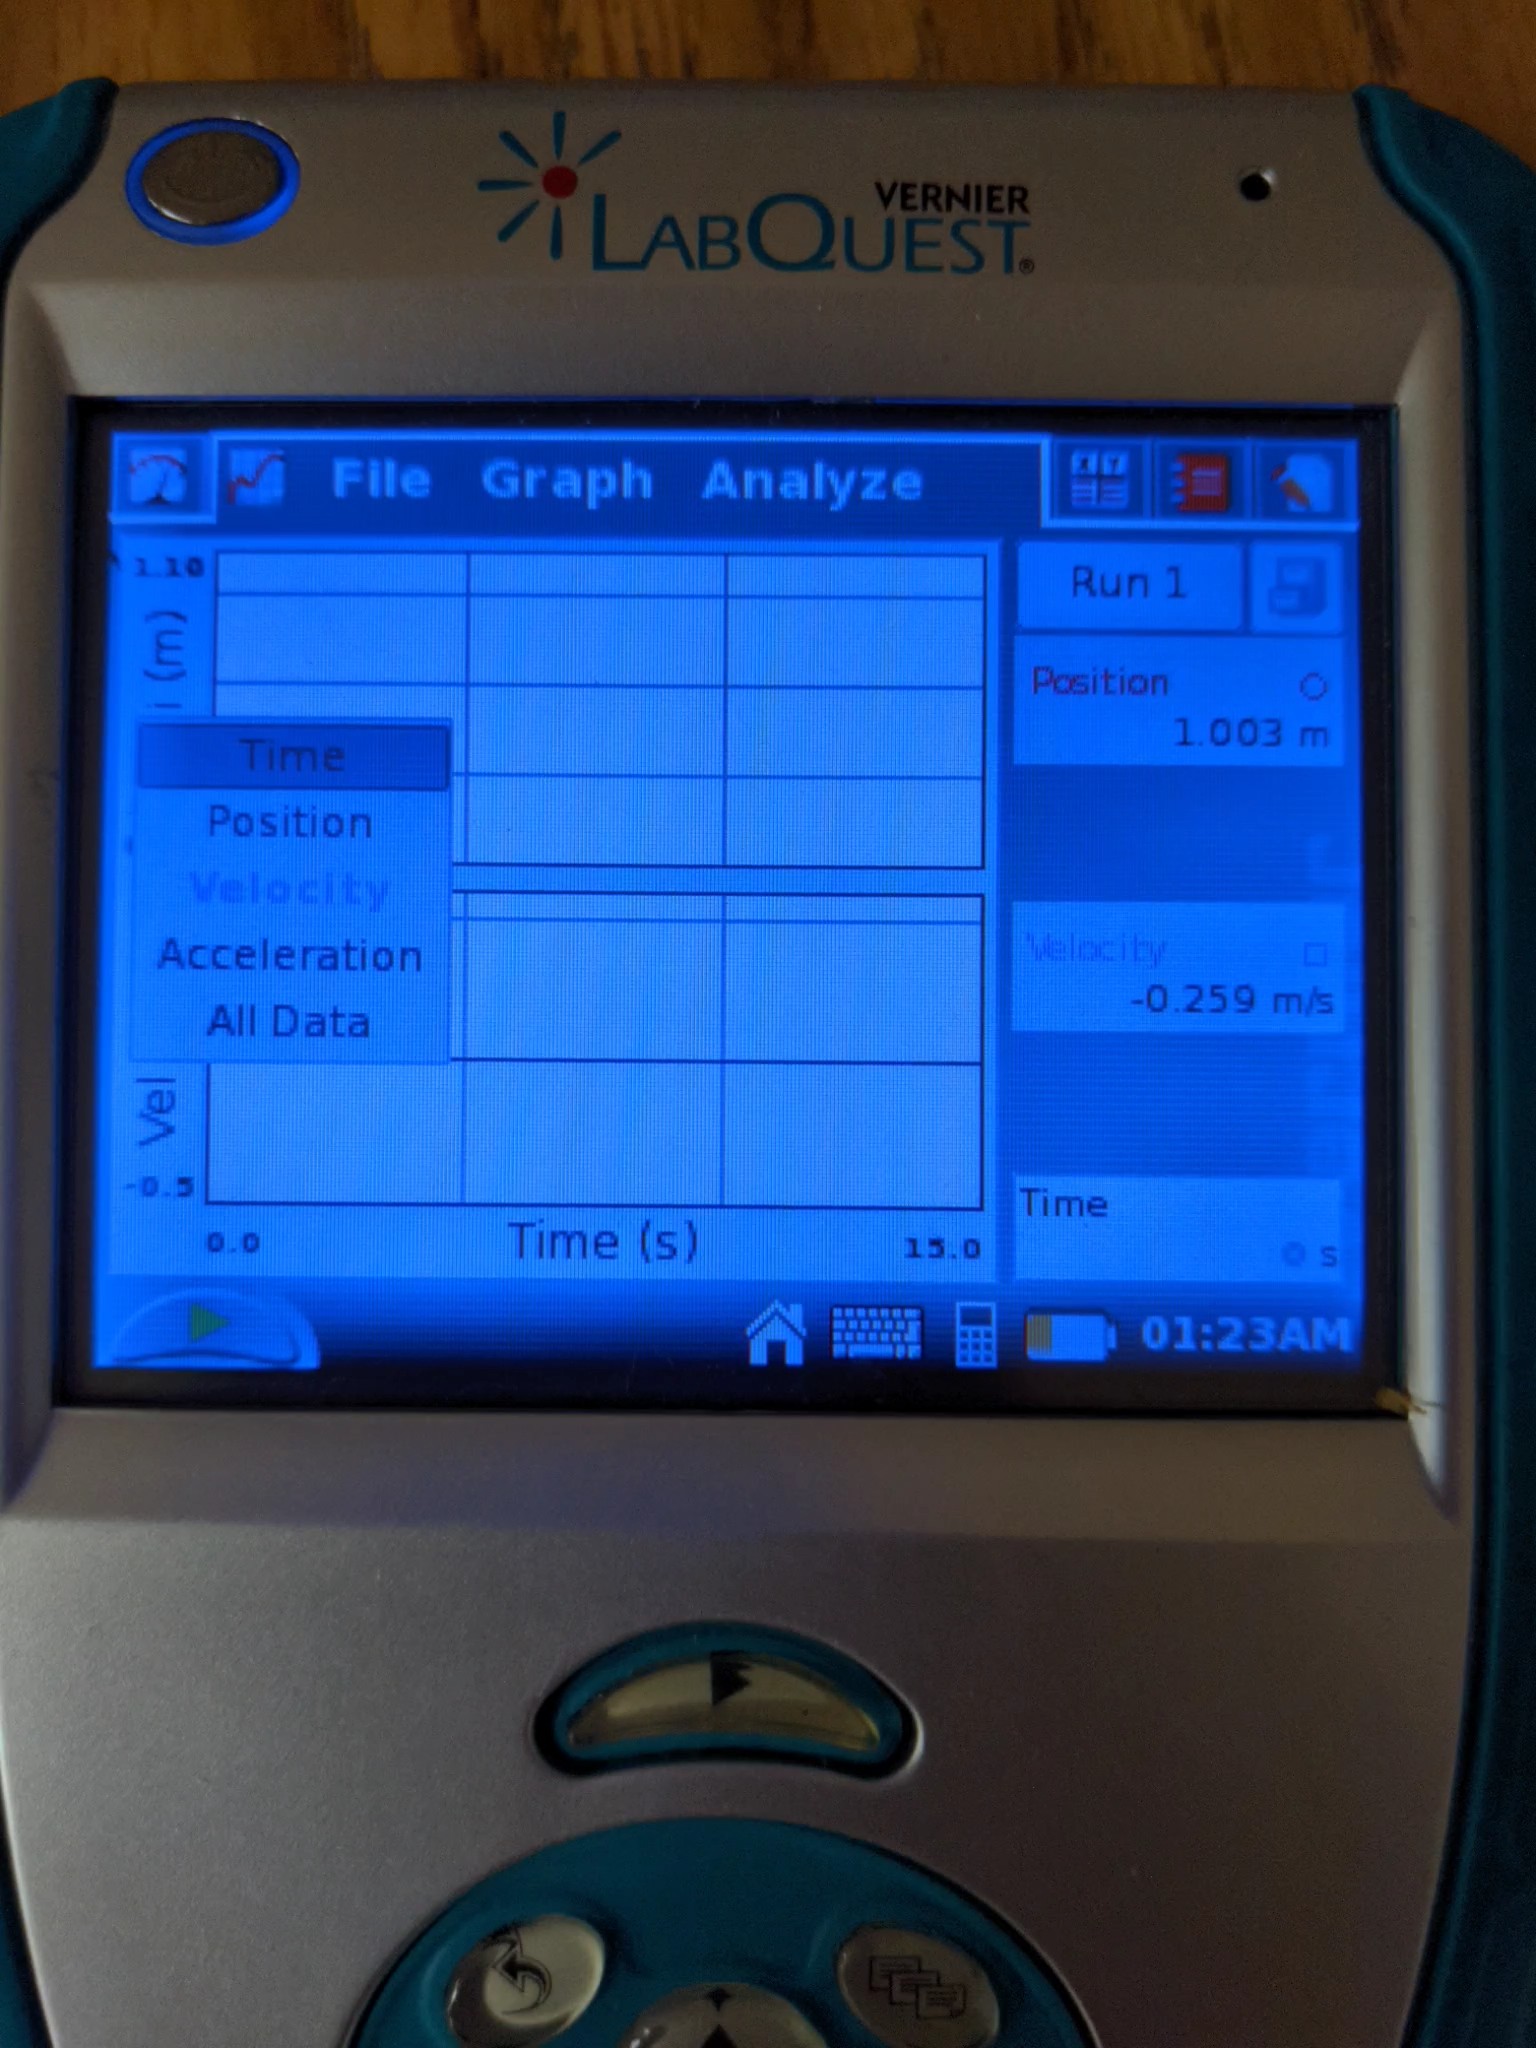 VERNIER
LABQUEST®
File Graph Analyze
1.10
(m)
Run 1
Position
1.003 m
Time
Position
Velocity
Acceleration
All Data
Velocity
-0.259 m/s
Vel
-0.5
0.0
Time (s)
15.0
Time
s
01:23AM